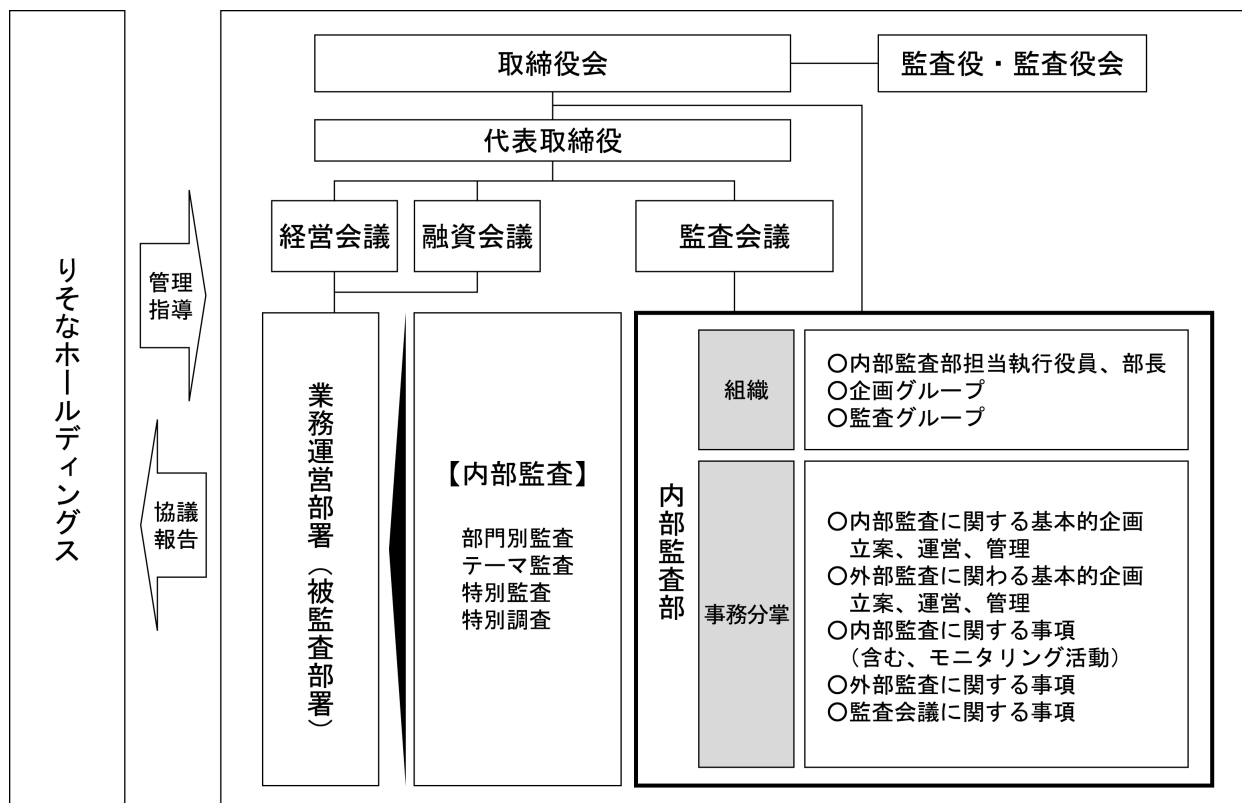 りそなホールディングス
管理
指導
協議
報告
取締役会
監査役・監査役会
代表取締役
経営会議
融資会議
監査会議
業務運営部署（被監査部署）
【内部監査】
部門別監査
テーマ監査
特別監査
特別調査
内部監査部
組織
○内部監査部担当執行役員、部長
○企画グループ
○監査グループ
事務分掌
○内部監査に関する基本的企画
立案、運営、管理
○外部監査に関わる基本的企画
立案、運営、管理
○内部監査に関する事項
（含む、モニタリング活動）
○外部監査に関する事項
○監査会議に関する事項